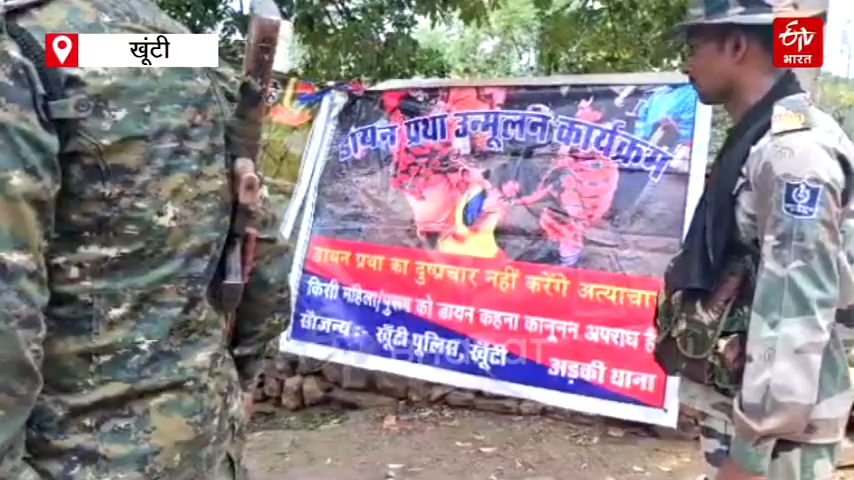 खूंटी
ETV
भारत
डायन प्रथा उन्मूलन कार्यक्रम
डायन प्रथा का दुष्प्रचार नहीं करेंगे अत्याचार
किसी महिला/पुरूष को डायन कहना कानूनन अपराध है
सौजन्य :- खूँटी पुलिस, खूँटी
अड़की थाना